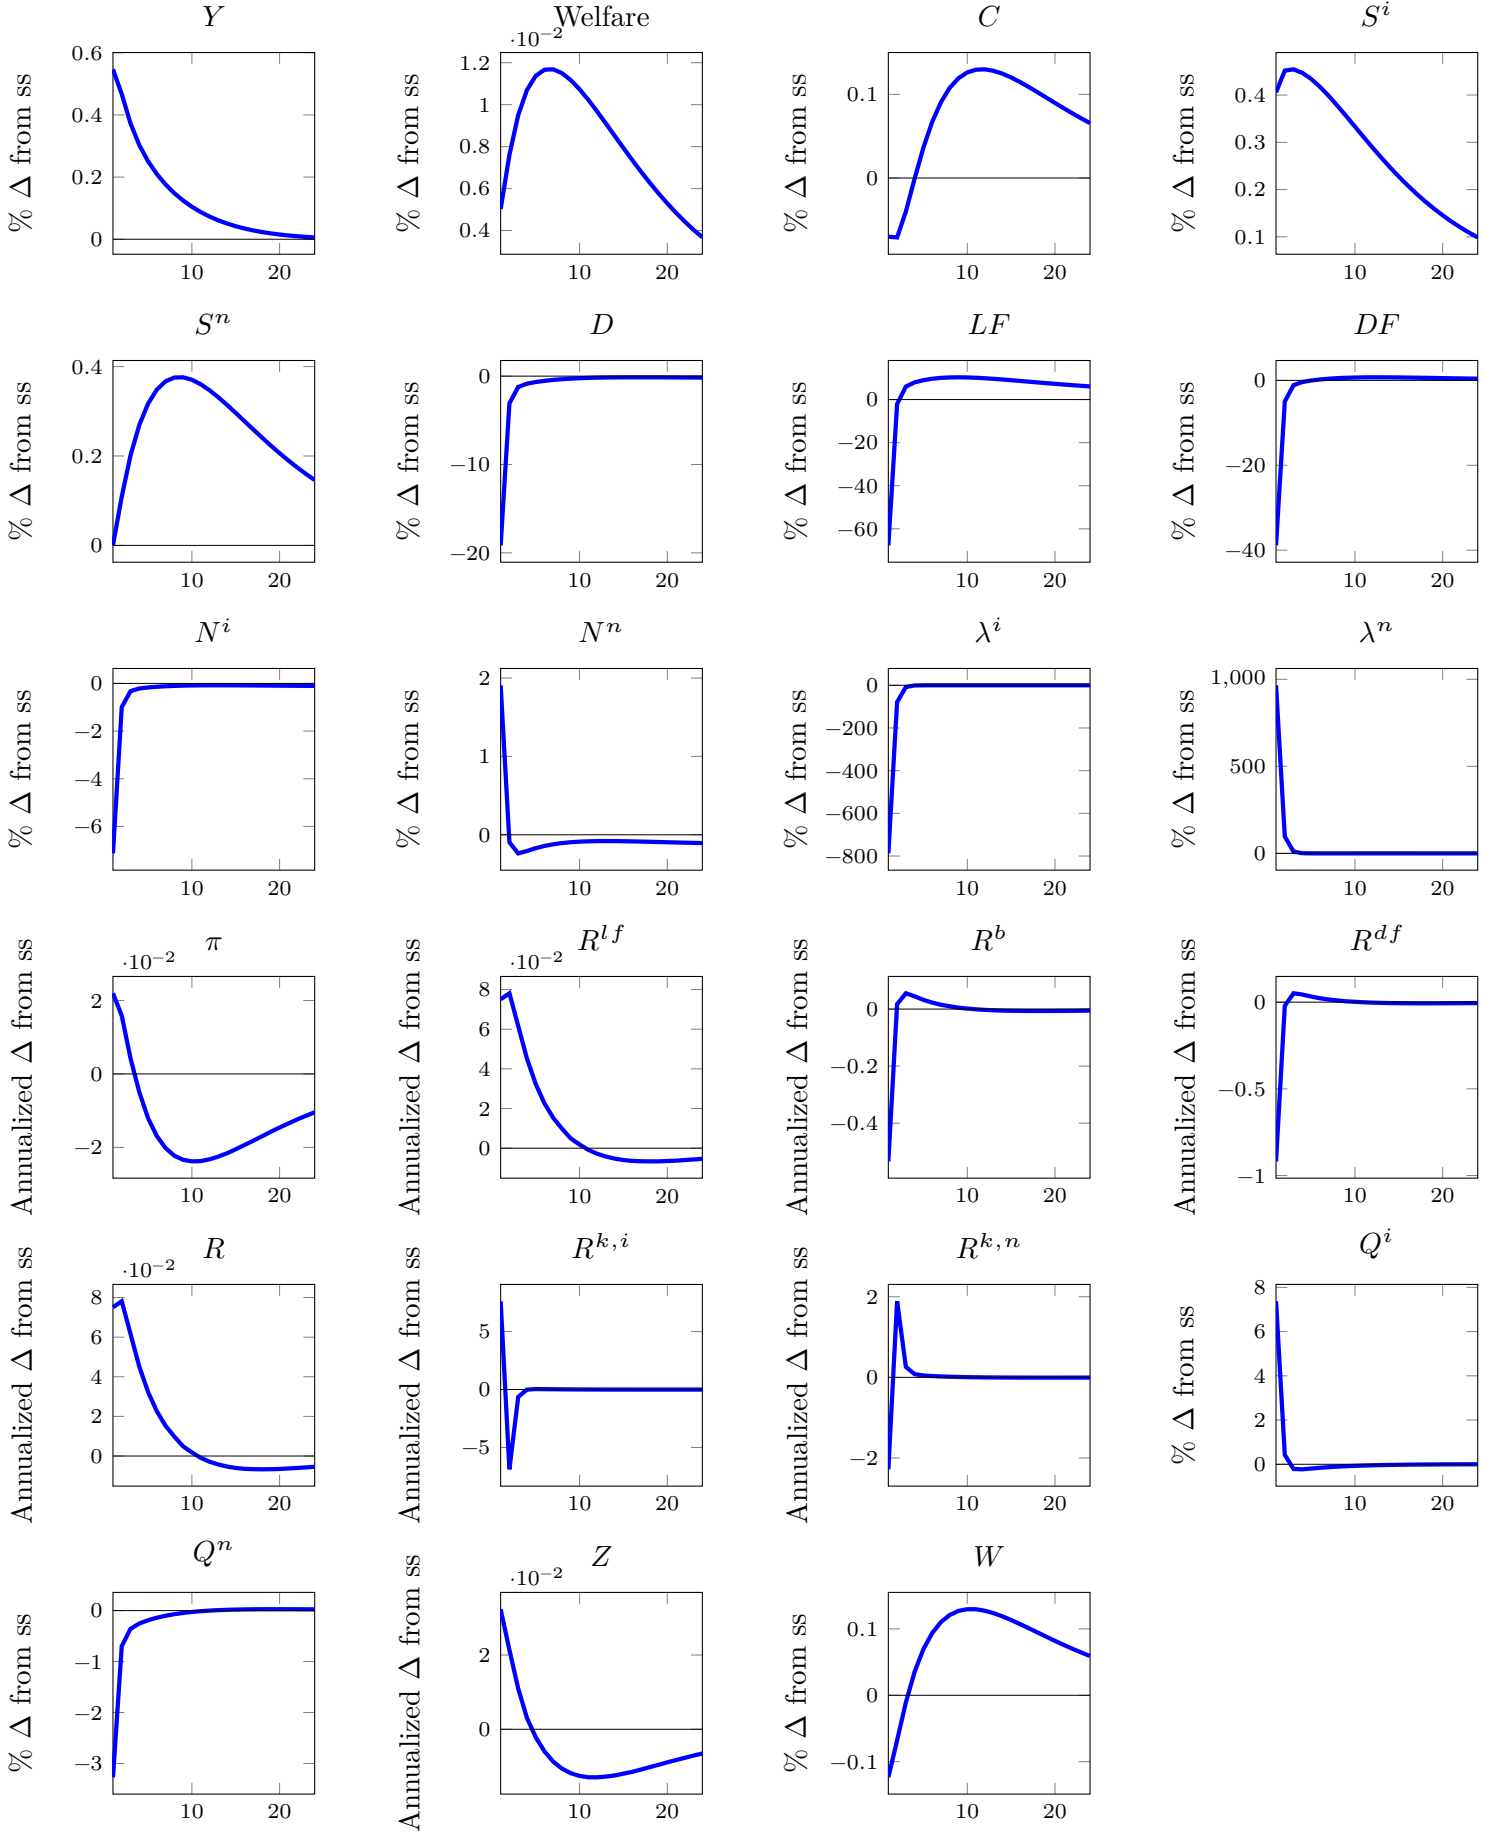 Y
% Δ from ss
0.6
0.4
0.2
0
10 20
Welfare
·10⁻²
% Δ from ss
1.2
1
0.8
0.6
0.4
10 20
C
% Δ from ss
0.1
0
10 20
Sⁱ
% Δ from ss
0.4
0.3
0.2
0.1
10 20
Sⁿ
% Δ from ss
0.4
0.2
0
10 20
D
% Δ from ss
0
−10
−20
10 20
LF
% Δ from ss
0
−20
−40
−60
10 20
DF
% Δ from ss
0
−20
−40
10 20
Nⁱ
% Δ from ss
0
−2
−4
−6
10 20
Nⁿ
% Δ from ss
2
1
0
10 20
λⁱ
% Δ from ss
0
−200
−400
−600
−800
10 20
λⁿ
% Δ from ss
1,000
500
0
10 20
π
·10⁻²
Annualized Δ from ss
2
0
−2
10 20
R^{lf}
·10⁻²
Annualized Δ from ss
8
6
4
2
0
10 20
R^b
Annualized Δ from ss
0
−0.2
−0.4
10 20
R^{df}
Annualized Δ from ss
0
−0.5
−1
10 20
R
·10⁻²
Annualized Δ from ss
8
6
4
2
0
10 20
R^{k,i}
Annualized Δ from ss
5
0
−5
10 20
R^{k,n}
Annualized Δ from ss
2
0
−2
10 20
Qⁱ
% Δ from ss
8
6
4
2
0
10 20
Qⁿ
% Δ from ss
0
−1
−2
−3
10 20
Z
·10⁻²
Annualized Δ from ss
2
0
10 20
W
% Δ from ss
0.1
0
−0.1
10 20